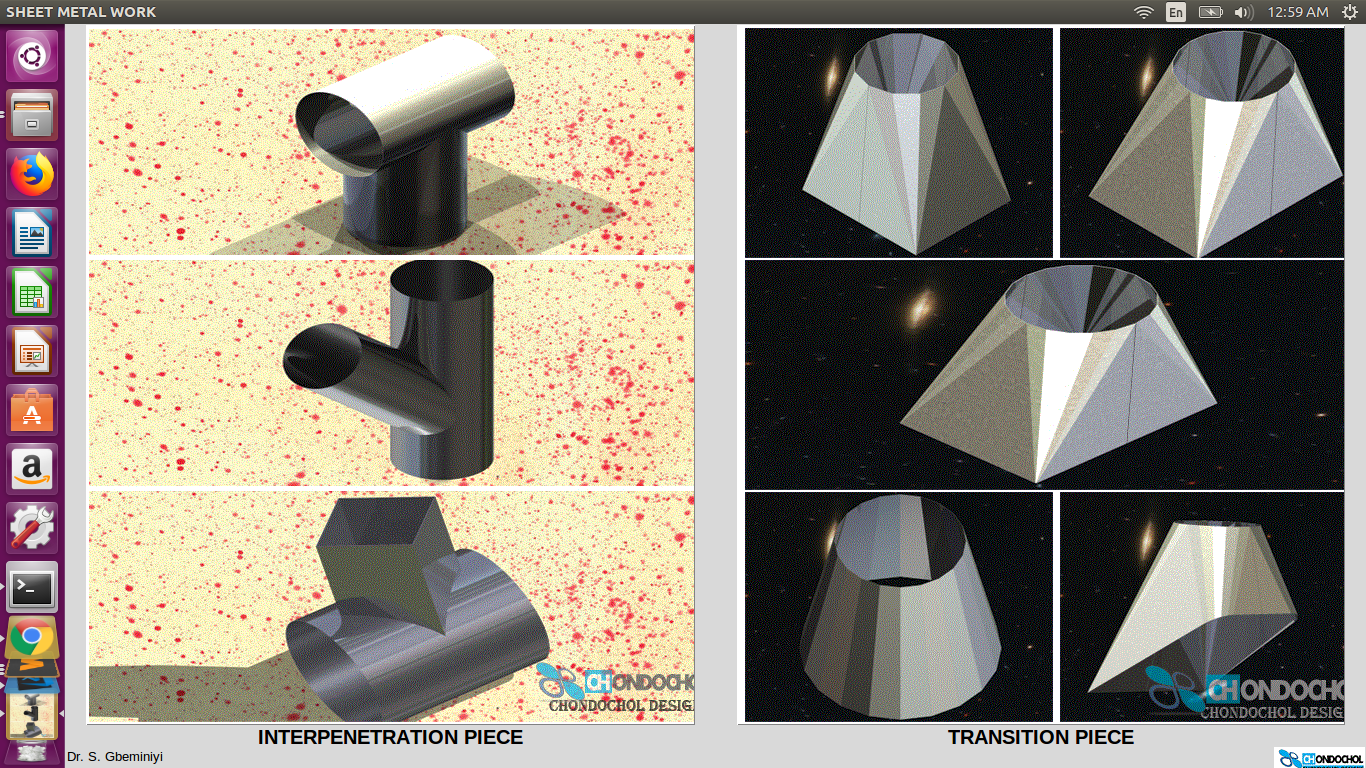 SHEET METAL WORK
En
12:59 AM
CHONDOCHOL
CHONDOCHOL DESIG
CHONDOCHOL
CHONDOCHOL DESIG
INTERPENETRATION PIECE
TRANSITION PIECE
Dr. S. Gbeminiyi
CHONDOCHOL